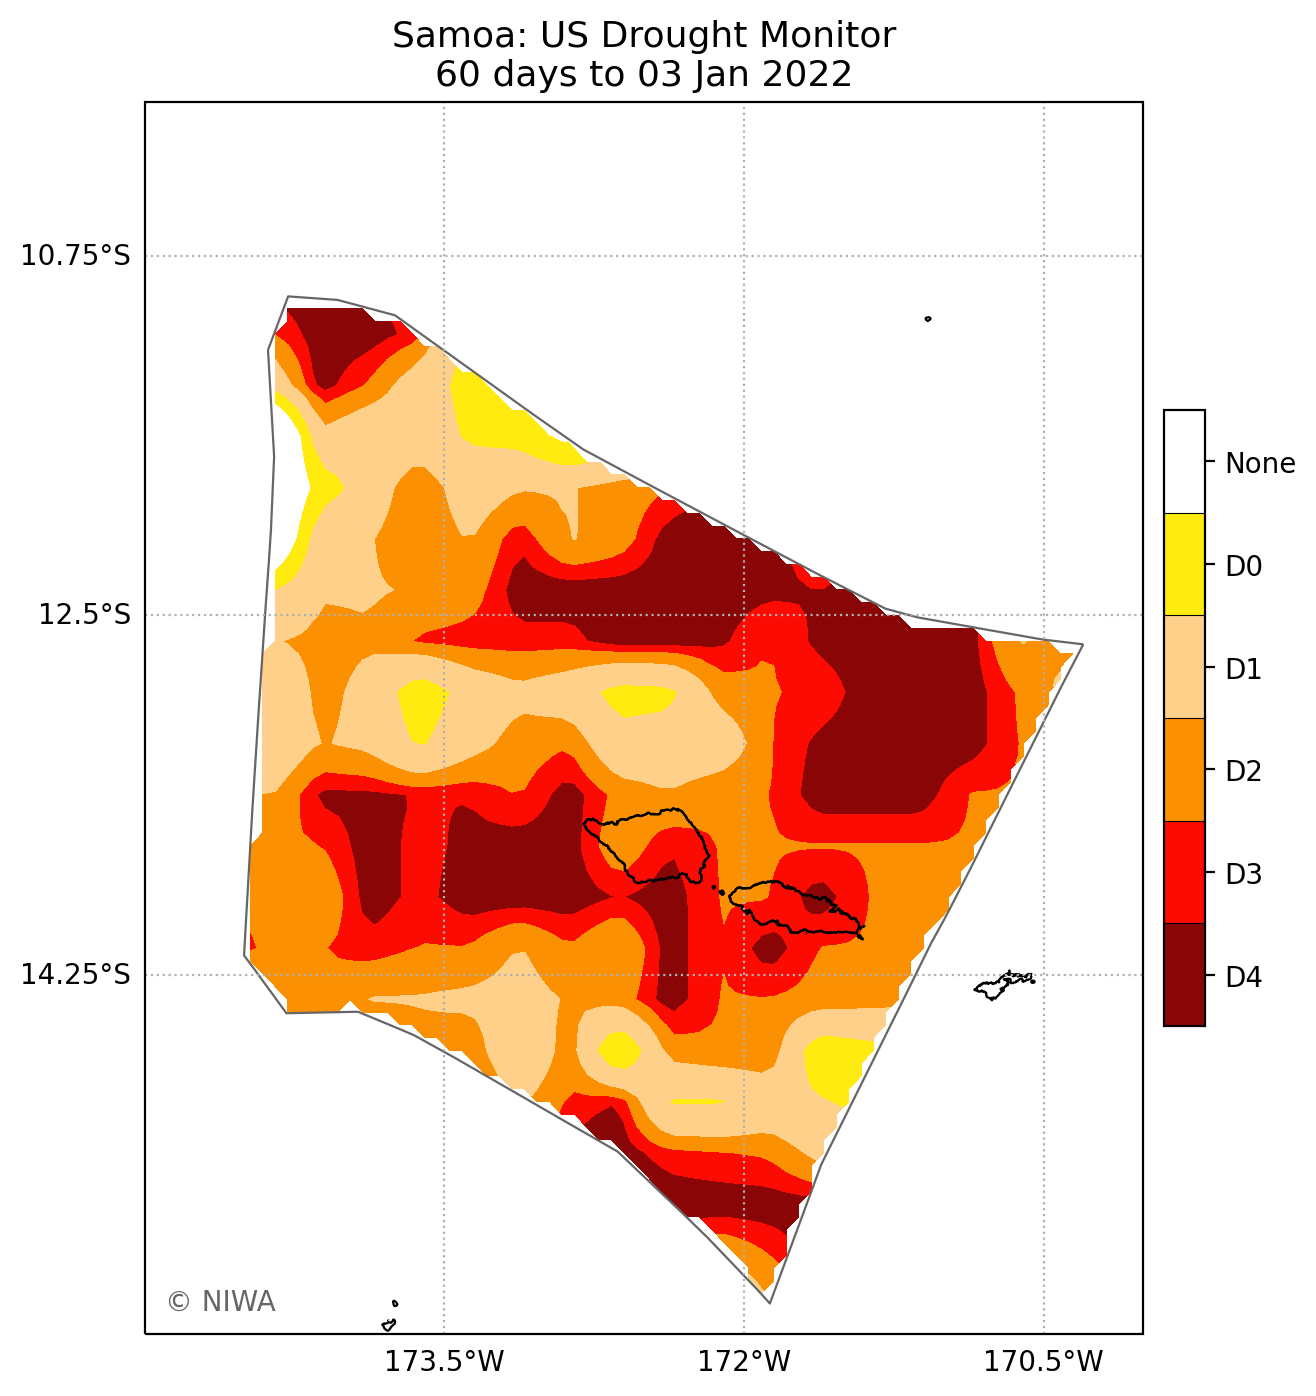 Samoa: US Drought Monitor
60 days to 03 Jan 2022
10.75°S
12.5°S
14.25°S
173.5°W
172°W
170.5°W
None
D0
D1
D2
D3
D4
© NIWA